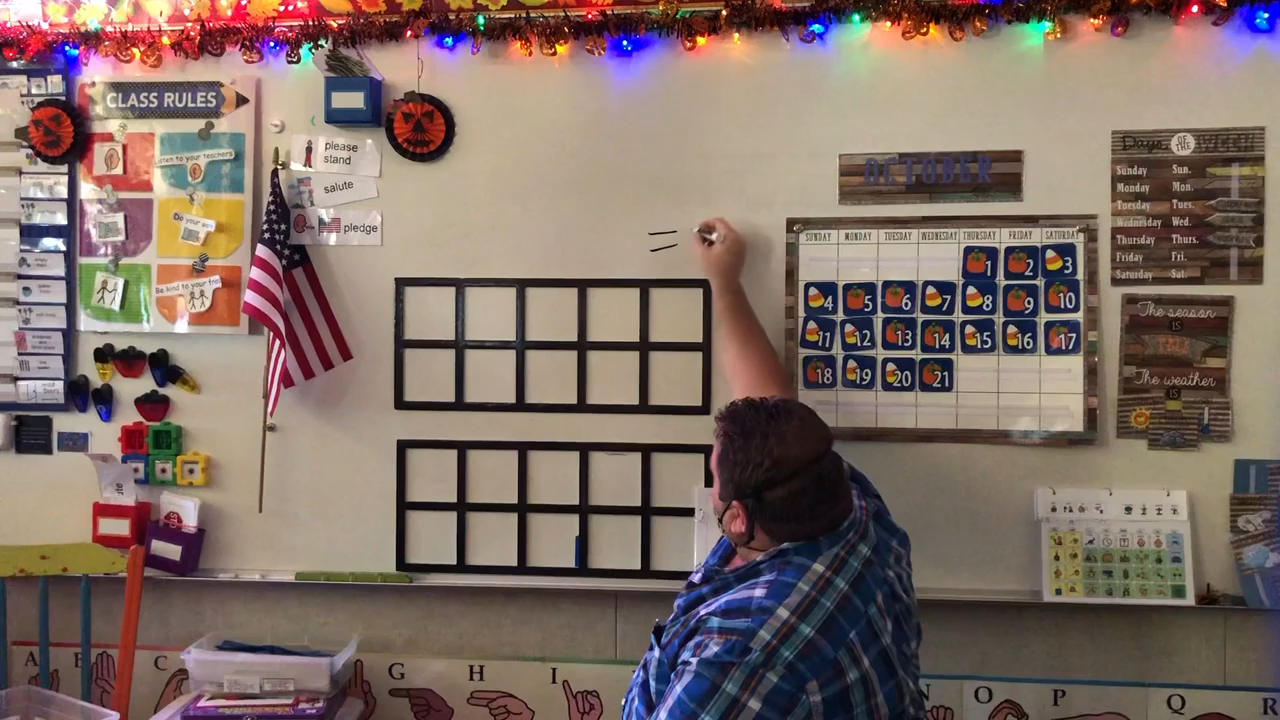 CLASS RULES
Listen to your teachers
Do your
Be kind to your
please
stand
salute
pledge
=
OCTOBER
SUNDAY MONDAY TUESDAY WEDNESDAY THURSDAY FRIDAY SATURDAY
1 2 3
4 5 6 7 8 9 10
11 12 13 14 15 16 17
18 19 20 21
Days OF THE WEEK
Sunday Sun.
Monday Mon.
Tuesday Tues.
Wednesday Wed.
Thursday Thurs.
Friday Fri.
Saturday Sat.
The season
IS
FALL
The weather
IS
A B C G H I N O P Q R